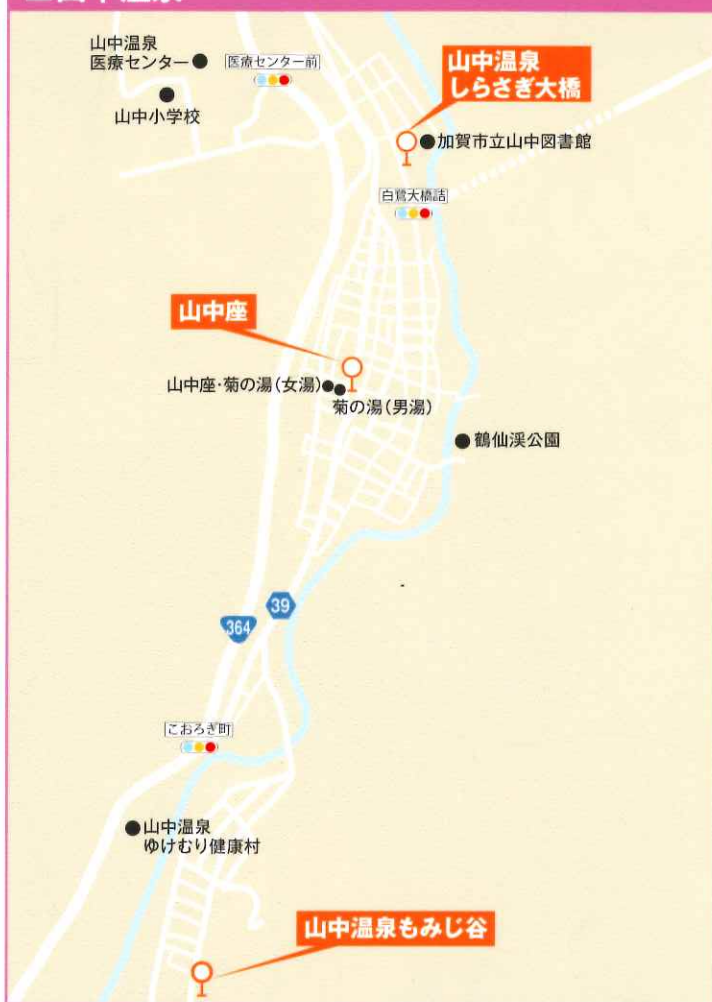 山中温泉
医療センター
医療センター前
山中小学校
山中温泉
しらさぎ大橋
加賀市立山中図書館
白鷺大橋詰
山中座
山中座・菊の湯(女湯)
菊の湯(男湯)
鶴仙渓公園
39
364
こおろぎ町
山中温泉
ゆけむり健康村
山中温泉もみじ谷